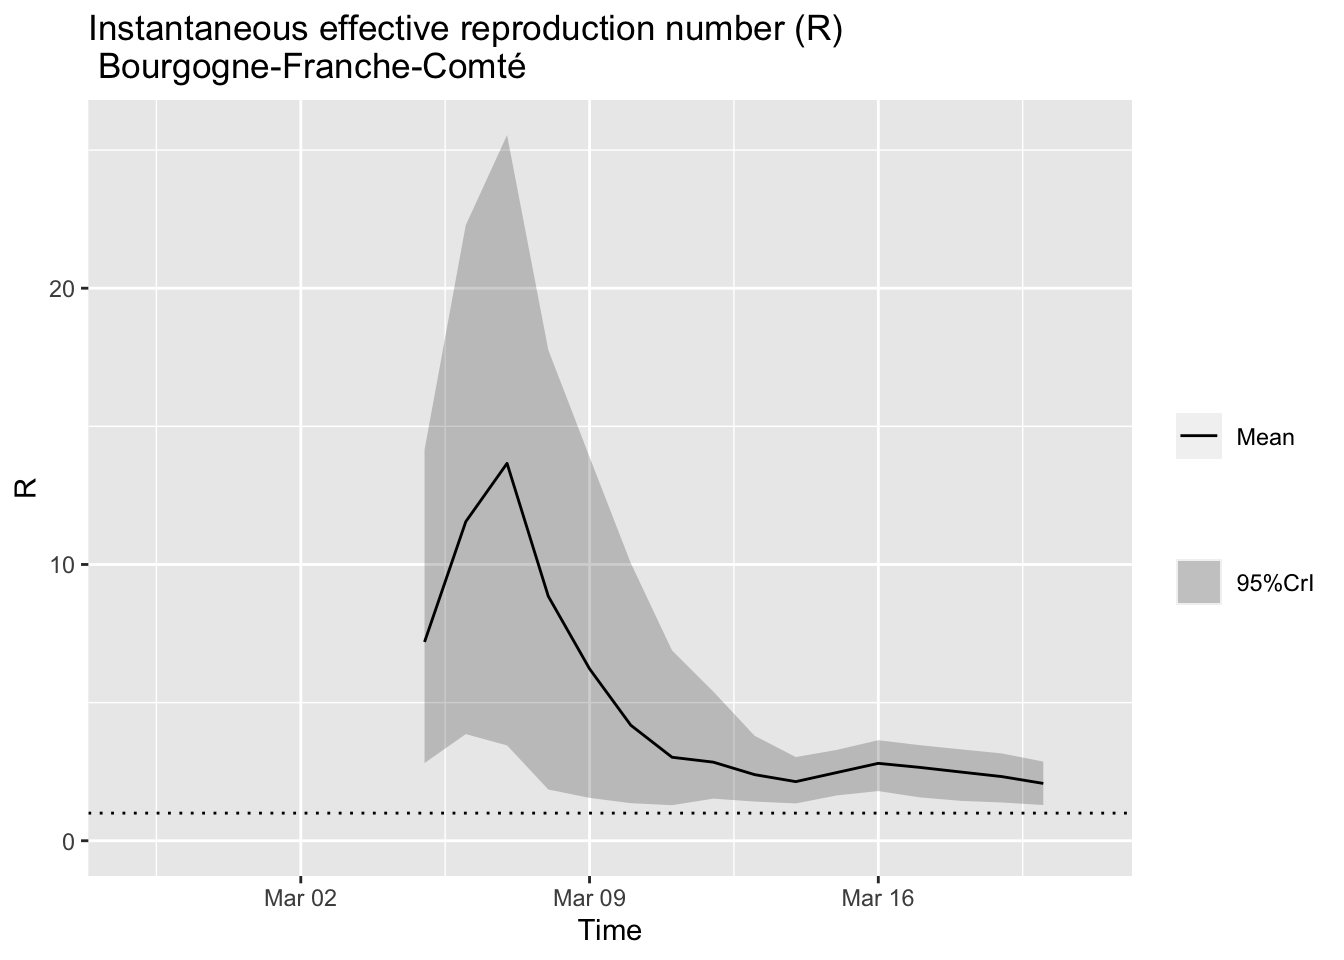 Instantaneous effective reproduction number (R)
Bourgogne-Franche-Comté
R
20
10
0
Mar 02
Mar 09
Mar 16
Time
Mean
95%CrI